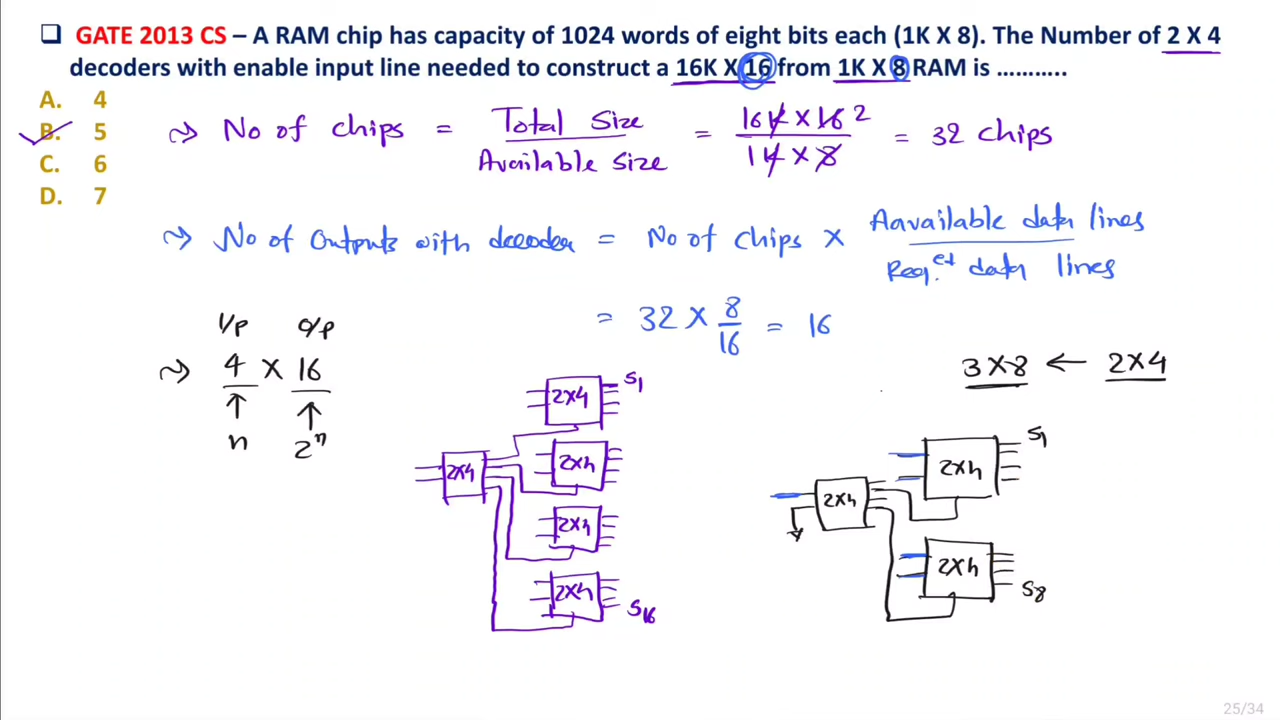 ❑ GATE 2013 CS – A RAM chip has capacity of 1024 words of eight bits each (1K X 8). The Number of 2 X 4
decoders with enable input line needed to construct a 16K X 16 from 1K X 8 RAM is ………..
A. 4
B. 5
C. 6
D. 7
⇝ No of chips = Total Size / Available size = 16K X 16 2 / 1K X 8 = 32 chips
⇝ No of Outputs with decoder = No of chips X Aavailable data lines / Req.ed data lines
= 32 X 8/16 = 16
I/P O/P
⇝ 4 X 16
↑ ↑
n 2ⁿ
3X8 ← 2X4
2X4 S1
2X4
2X4
2X4
2X4 S16
2X4 S1
2X4
2X4 S8
25/34